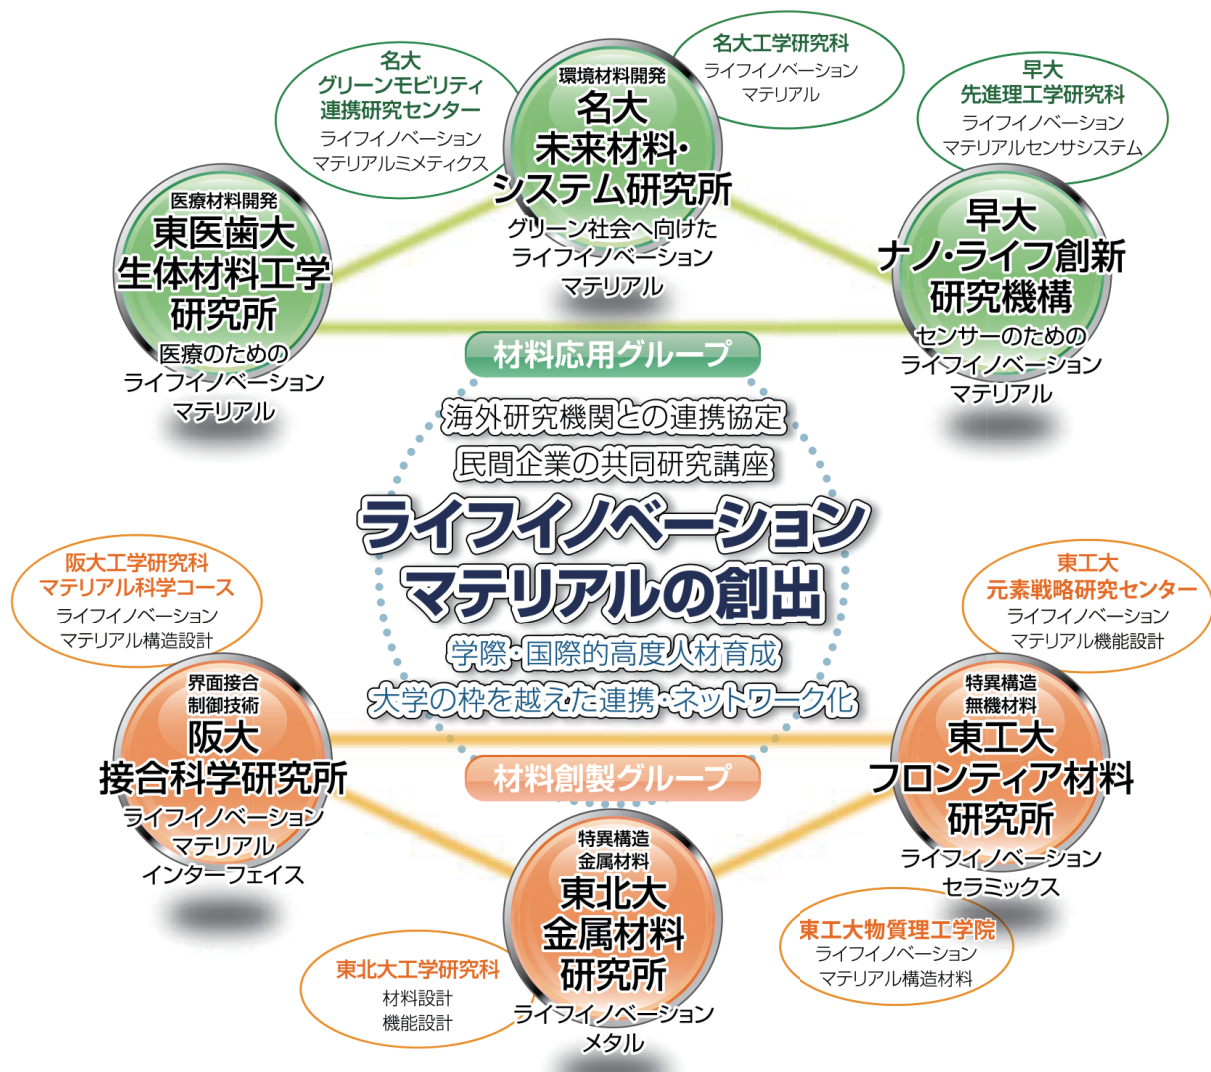 名大
グリーンモビリティ
連携研究センター
ライフイノベーション
マテリアルミメティクス
環境材料開発
名大
未来材料・
システム研究所
グリーン社会へ向けた
ライフイノベーション
マテリアル
名大工学研究科
ライフイノベーション
マテリアル
早大
先進理工学研究科
ライフイノベーション
マテリアルセンサシステム
医療材料開発
東医歯大
生体材料工学
研究所
医療のための
ライフイノベーション
マテリアル
早大
ナノ・ライフ創新
研究機構
センサーのための
ライフイノベーション
マテリアル
材料応用グループ
海外研究機関との連携協定
民間企業の共同研究講座
ライフイノベーション
マテリアルの創出
学際・国際的高度人材育成
大学の枠を越えた連携・ネットワーク化
材料創製グループ
阪大工学研究科
マテリアル科学コース
ライフイノベーション
マテリアル構造設計
界面接合
制御技術
阪大
接合科学研究所
ライフイノベーション
マテリアル
インターフェイス
東工大
元素戦略研究センター
ライフイノベーション
マテリアル機能設計
特異構造
無機材料
東工大
フロンティア材料
研究所
ライフイノベーション
セラミックス
特異構造
金属材料
東北大
金属材料
研究所
ライフイノベーション
メタル
東北大工学研究科
材料設計
機能設計
東工大物質理工学院
ライフイノベーション
マテリアル構造材料